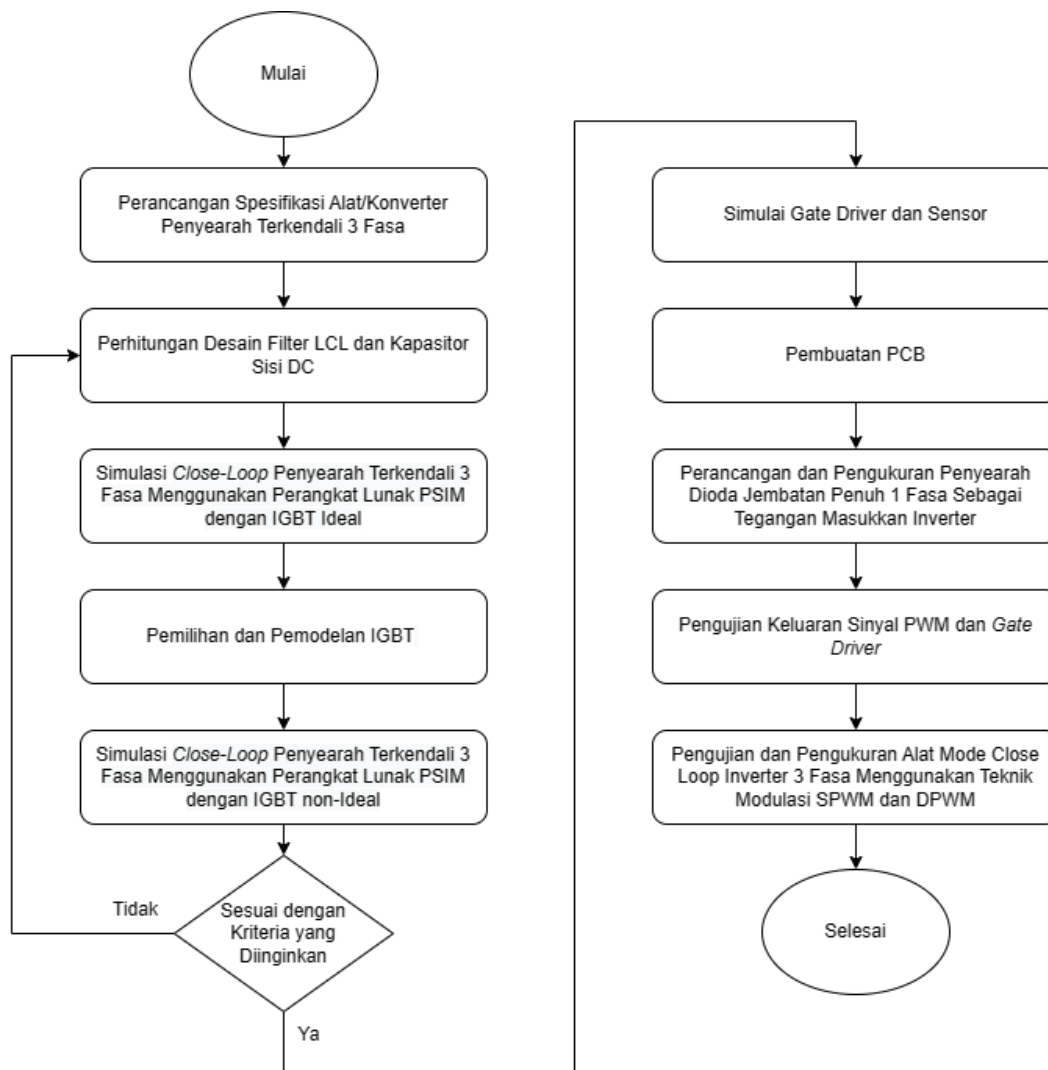 Mulai
Perancangan Spesifikasi Alat/Konverter
Penyearah Terkendali 3 Fasa
Perhitungan Desain Filter LCL dan Kapasitor
Sisi DC
Simulasi Close-Loop Penyearah Terkendali 3
Fasa Menggunakan Perangkat Lunak PSIM
dengan IGBT Ideal
Pemilihan dan Pemodelan IGBT
Simulasi Close-Loop Penyearah Terkendali 3
Fasa Menggunakan Perangkat Lunak PSIM
dengan IGBT non-Ideal
Tidak
Sesuai dengan
Kriteria yang
Diinginkan
Ya
Simulai Gate Driver dan Sensor
Pembuatan PCB
Perancangan dan Pengukuran Penyearah
Dioda Jembatan Penuh 1 Fasa Sebagai
Tegangan Masukkan Inverter
Pengujian Keluaran Sinyal PWM dan Gate
Driver
Pengujian dan Pengukuran Alat Mode Close
Loop Inverter 3 Fasa Menggunakan Teknik
Modulasi SPWM dan DPWM
Selesai